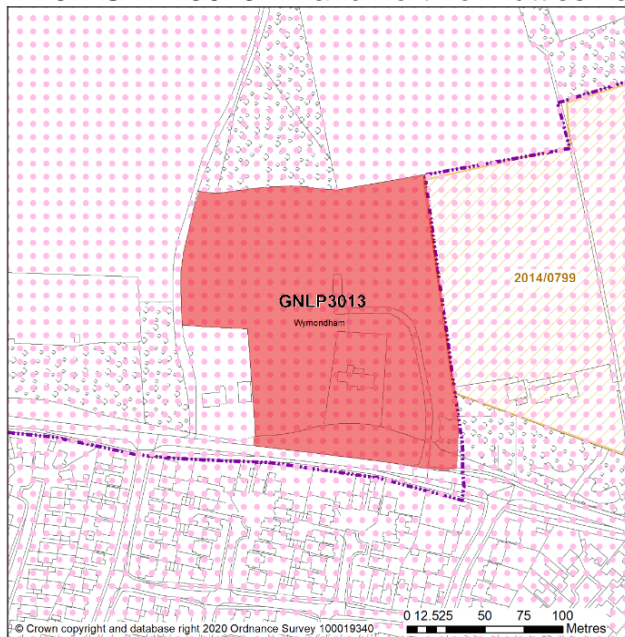 2014/0799
GNLP3013
Wymondham
0 12.525 50 75 100
Metres
© Crown copyright and database right 2020 Ordnance Survey 100019340